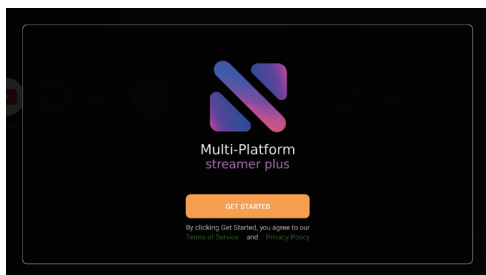 Multi-Platform
streamer plus
GET STARTED
By clicking Get Started, you agree to our
Terms of Service and Privacy Policy